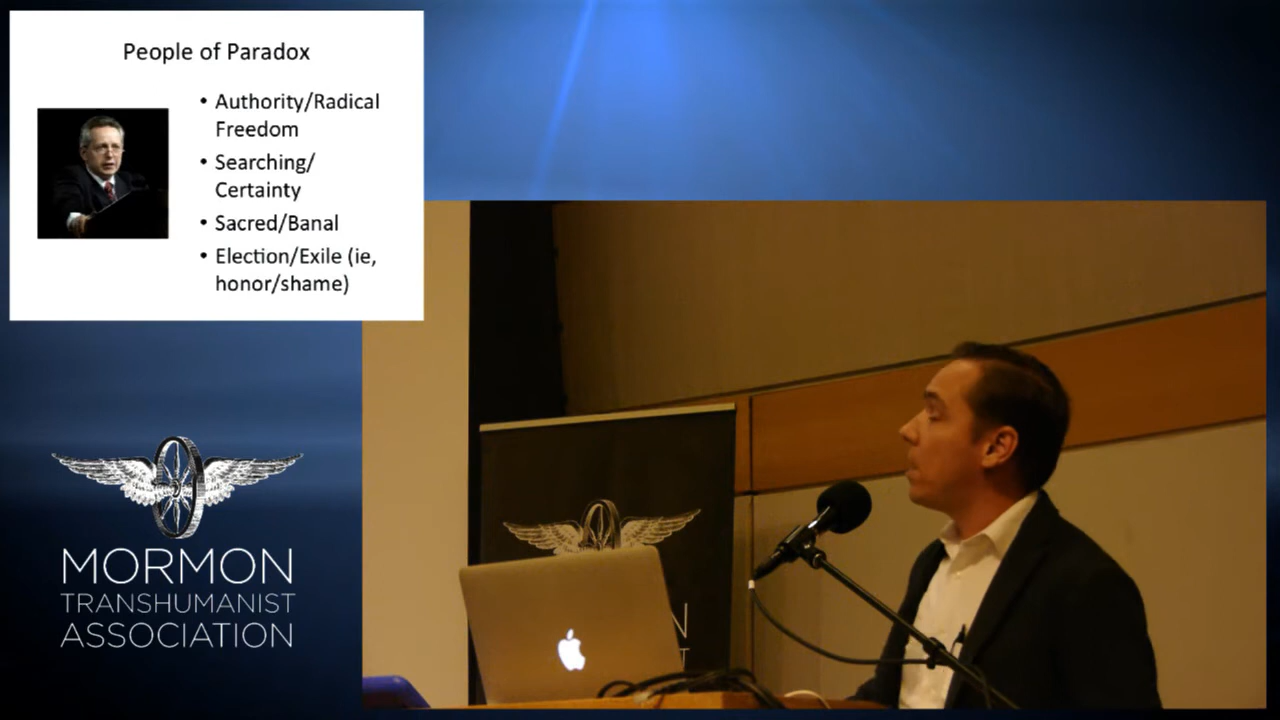 People of Paradox
• Authority/Radical
Freedom
• Searching/
Certainty
• Sacred/Banal
• Election/Exile (ie,
honor/shame)
MORMON
TRANSHUMANIST
ASSOCIATION
N
T